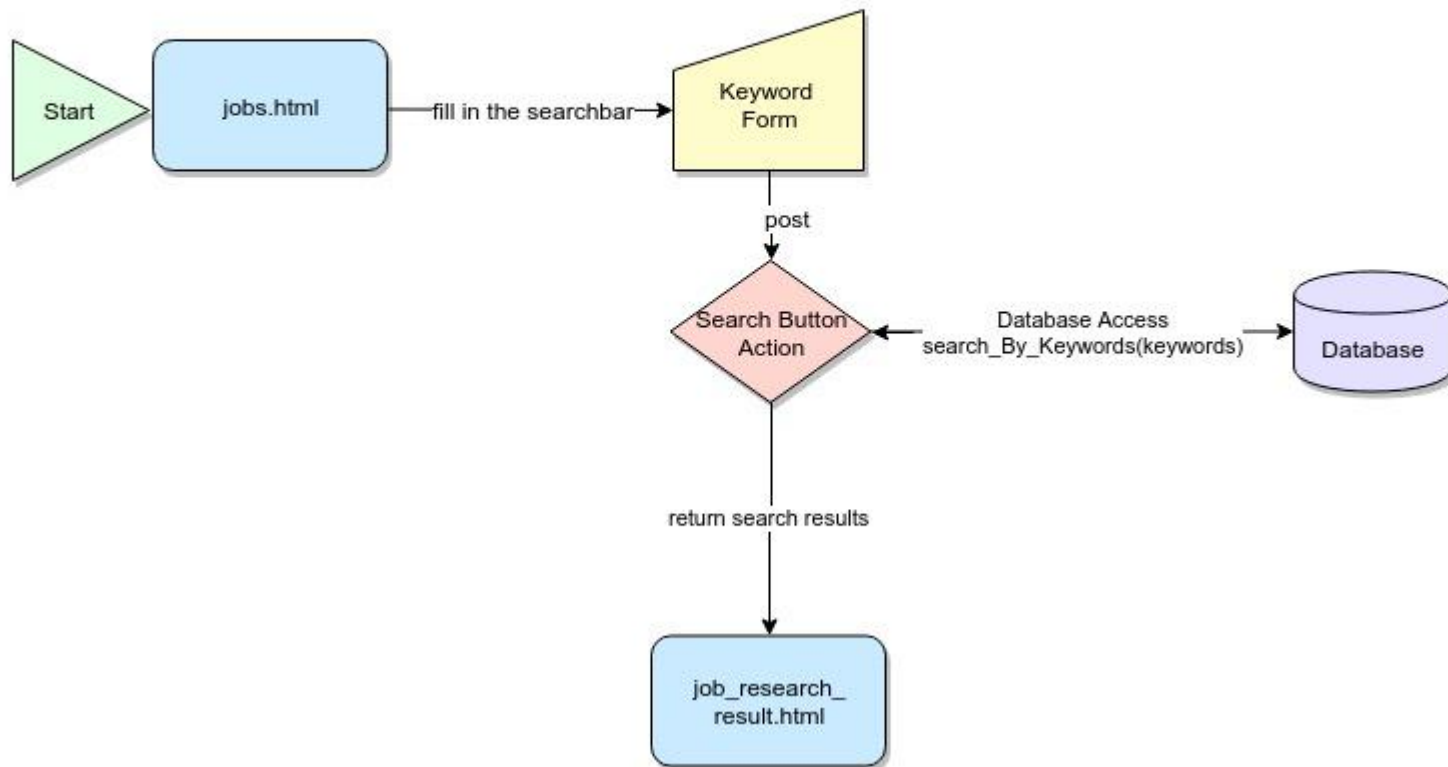 Start
jobs.html
fill in the searchbar
Keyword
Form
post
Search Button
Action
Database Access
search_By_Keywords(keywords)
Database
return search results
job_research_
result.html